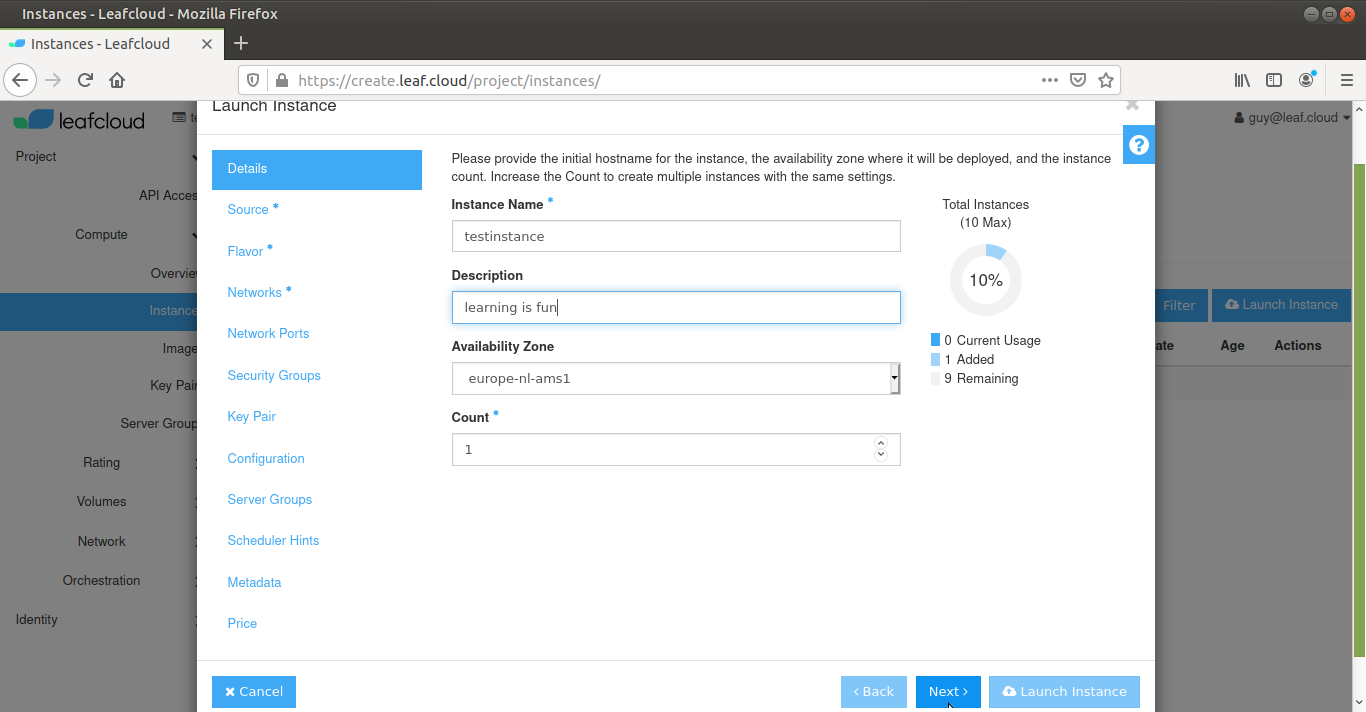 Instances - Leafcloud - Mozilla Firefox
Instances - Leafcloud
https://create.leaf.cloud/project/instances/
leafcloud
guy@leaf.cloud
Project
API Acces
Compute
Overvie
Instance
Image
Key Pai
Server Group
Rating
Volumes
Network
Orchestration
Identity
Launch Instance
Details
Source *
Flavor *
Networks *
Network Ports
Security Groups
Key Pair
Configuration
Server Groups
Scheduler Hints
Metadata
Price
Please provide the initial hostname for the instance, the availability zone where it will be deployed, and the instance
count. Increase the Count to create multiple instances with the same settings.
Instance Name *
testinstance
Description
learning is fun
Availability Zone
europe-nl-ams1
Count *
1
Total Instances
(10 Max)
10%
0 Current Usage
1 Added
9 Remaining
Filter
Launch Instance
ate Age Actions
Cancel
< Back
Next >
Launch Instance